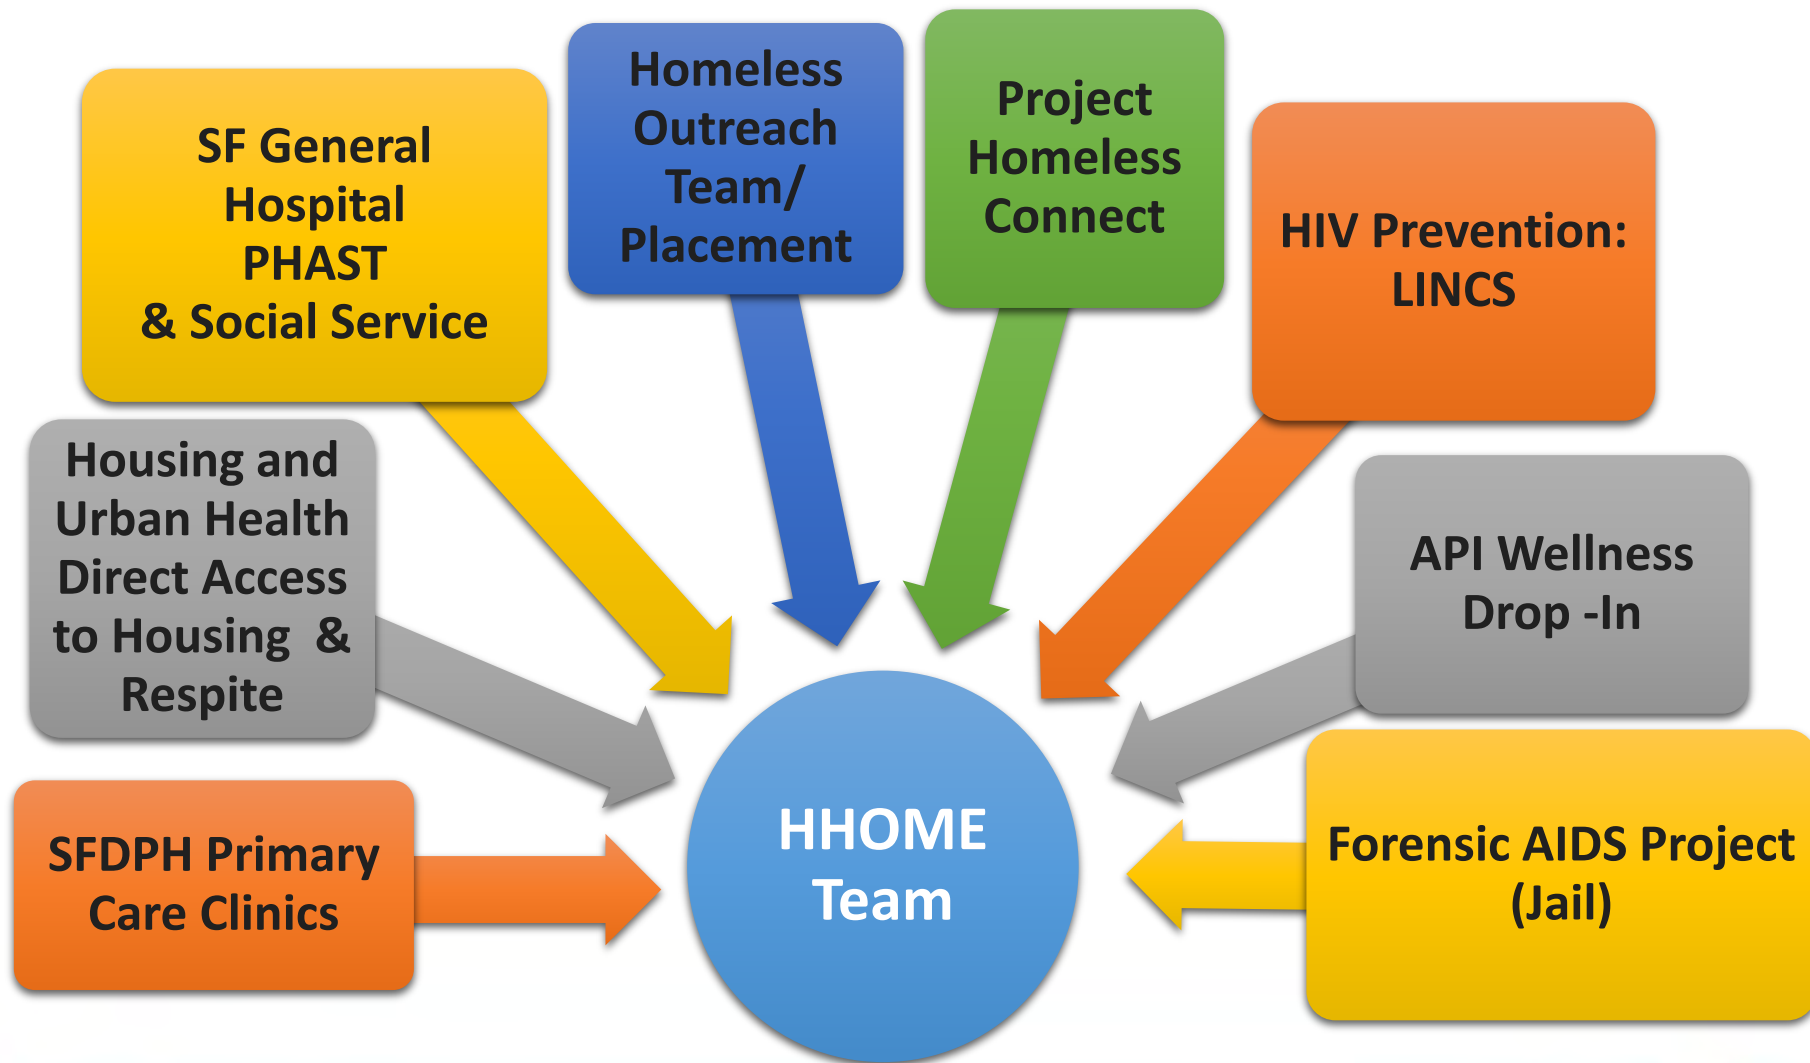 SF General
Hospital
PHAST
& Social Service
Homeless
Outreach
Team/
Placement
Project
Homeless
Connect
HIV Prevention:
LINCS
Housing and
Urban Health
Direct Access
to Housing  &
Respite
API Wellness
Drop -In
SFDPH Primary
Care Clinics
HHOME
Team
Forensic AIDS Project
(Jail)